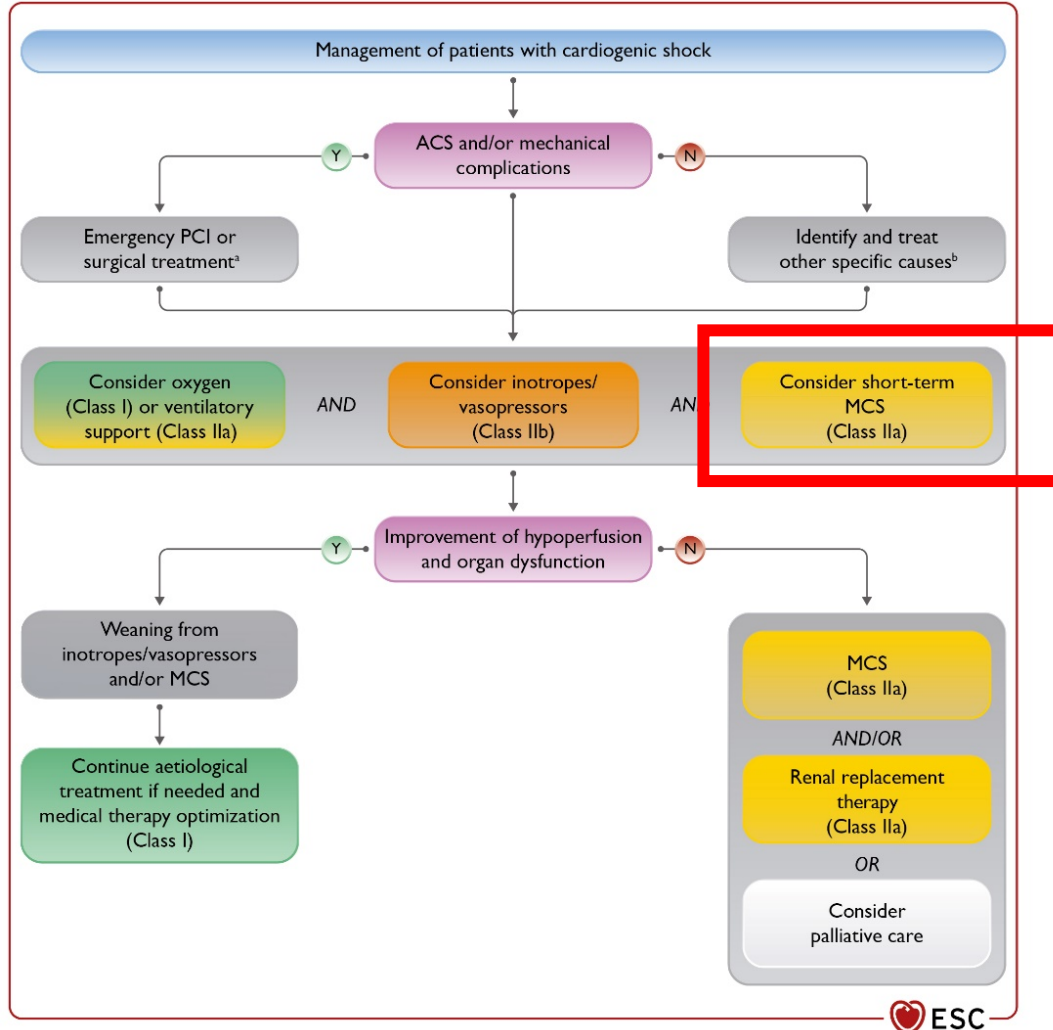 Management of patients with cardiogenic shock
ACS and/or mechanical
complications
Y
N
Emergency PCI or
surgical treatmentᵃ
Identify and treat
other specific causesᵇ
Consider oxygen
(Class I) or ventilatory
support (Class IIa)
AND
Consider inotropes/
vasopressors
(Class IIb)
AN
Consider short-term
MCS
(Class IIa)
Improvement of hypoperfusion
and organ dysfunction
Y
N
Weaning from
inotropes/vasopressors
and/or MCS
Continue aetiological
treatment if needed and
medical therapy optimization
(Class I)
MCS
(Class IIa)
AND/OR
Renal replacement
therapy
(Class IIa)
OR
Consider
palliative care
ESC